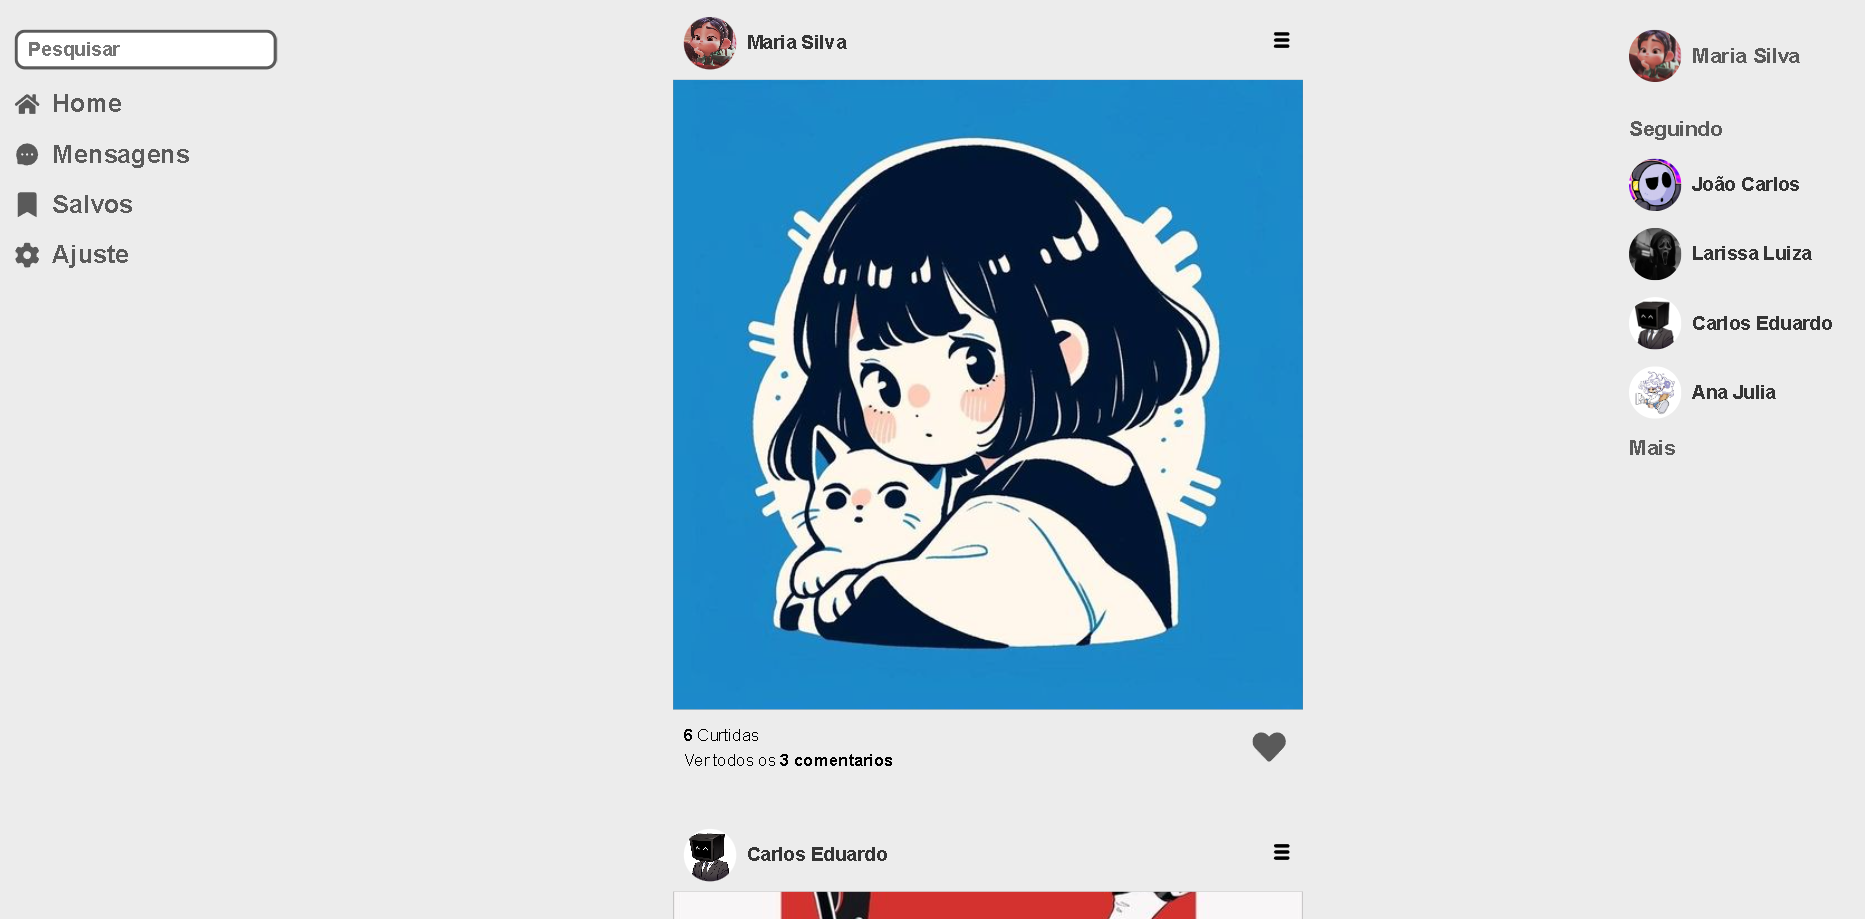 Pesquisar
Home
Mensagens
Salvos
Ajuste
Maria Silva
6 Curtidas
Ver todos os 3 comentarios
Carlos Eduardo
Maria Silva
Seguindo
João Carlos
Larissa Luiza
Carlos Eduardo
Ana Julia
Mais